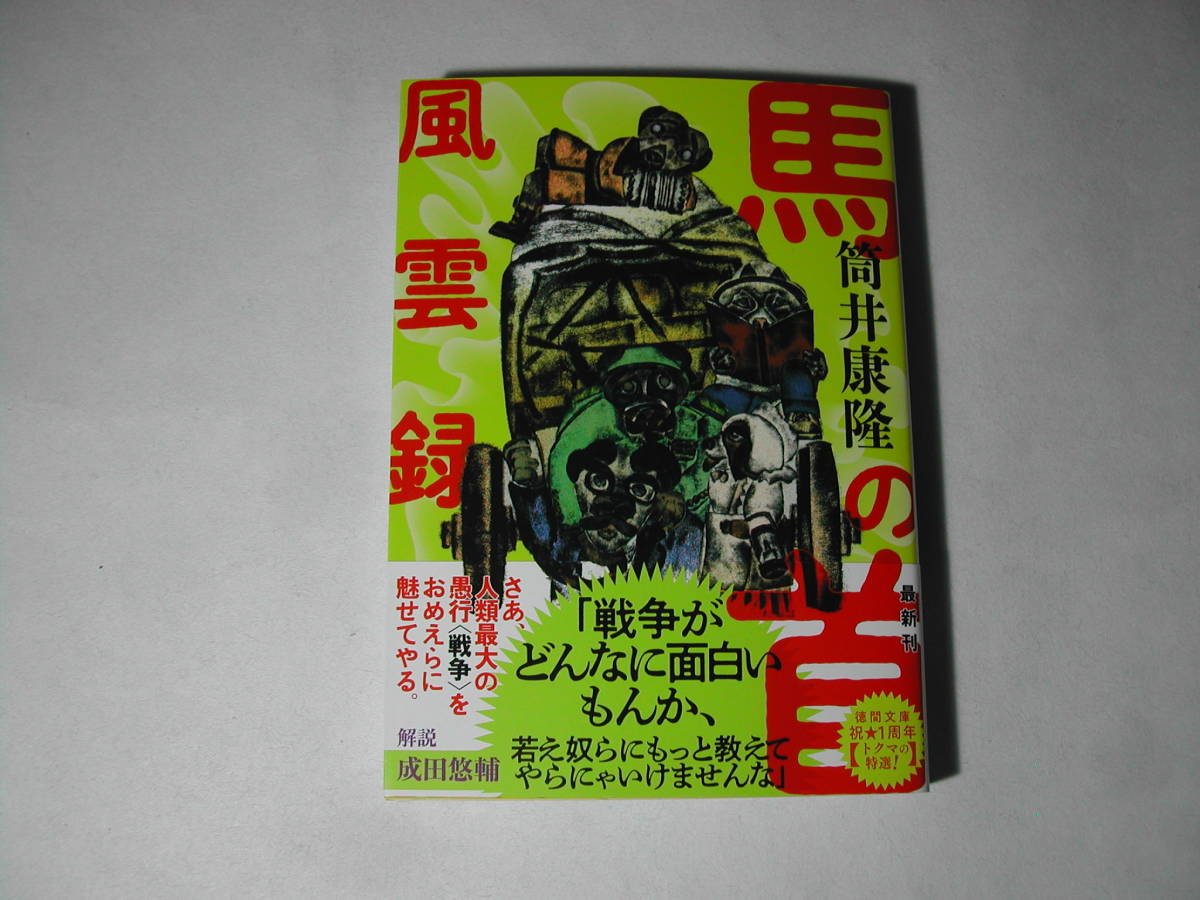 馬の首
風雲録
筒井康隆
最新刊
さあ、
人類最大の
愚行〈戦争〉を
おめえらに
魅せてやる。
解説
成田悠輔
「戦争が
どんなに面白い
もんか、
若え奴らにもっと教えて
やらにゃいけませんな」
徳間文庫
祝★1周年
【トクマの
特選!】